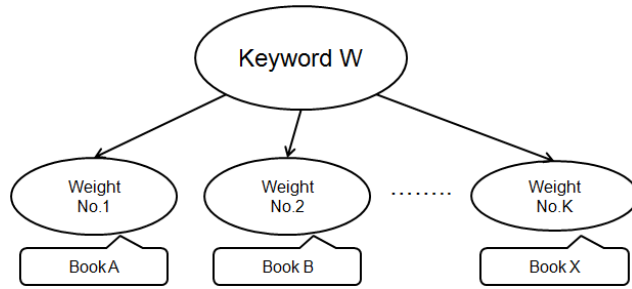 Keyword W
Weight
No.1
Weight
No.2
........
Weight
No.K
Book A
Book B
Book X